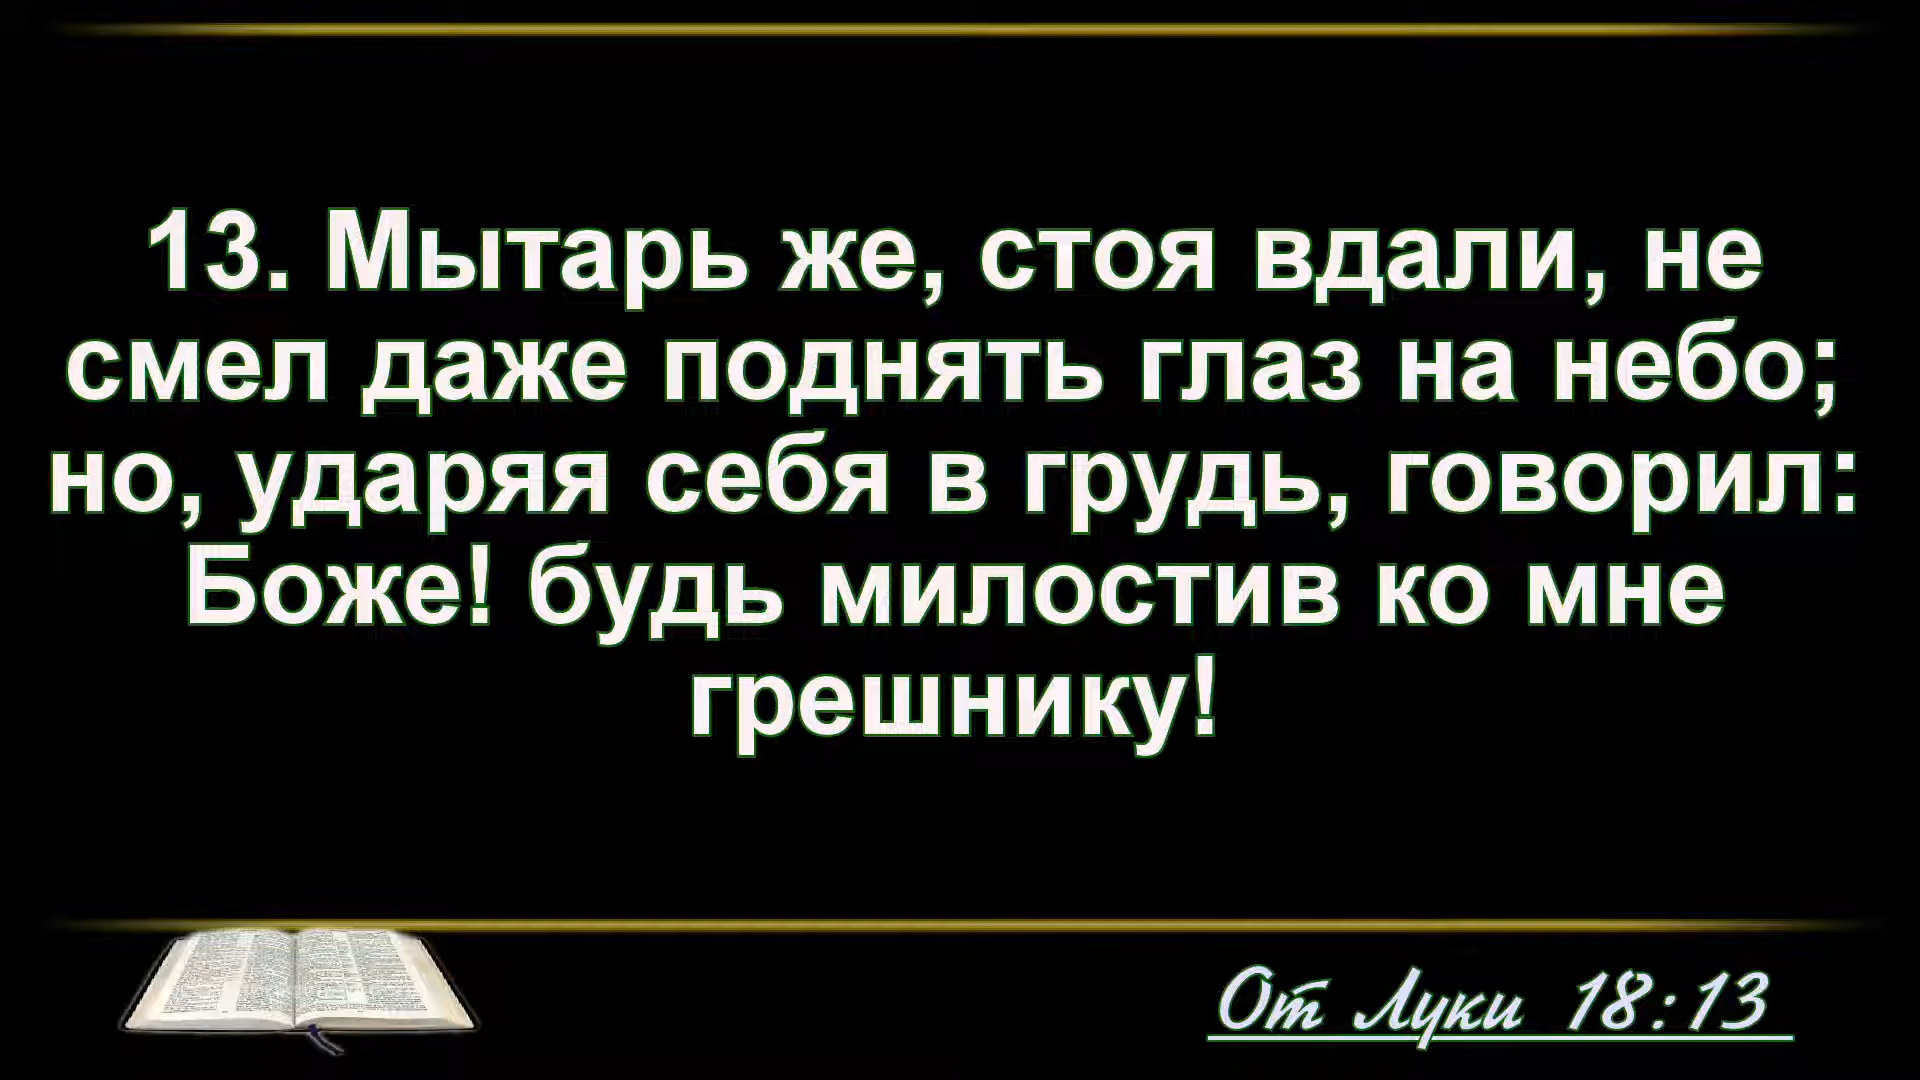 13. Мытарь же, стоя вдали, не
смел даже поднять глаз на небо;
но, ударяя себя в грудь, говорил:
Боже! будь милостив ко мне
грешнику!
От Луки 18:13